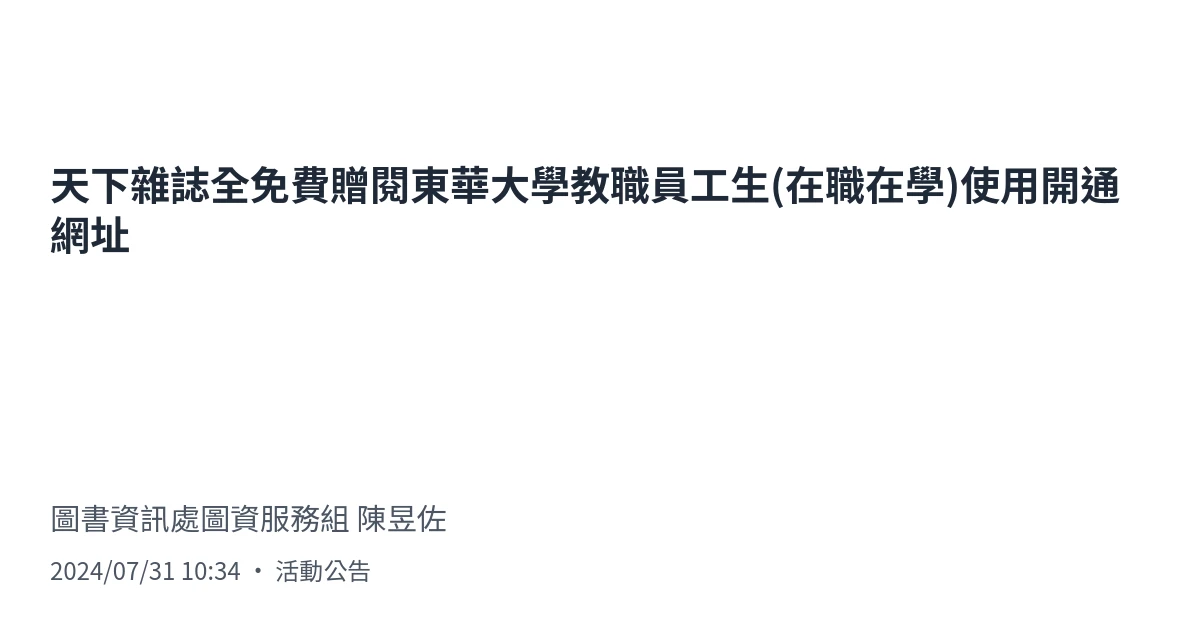 天下雜誌全免費贈閱東華大學教職員工生(在職在學)使用開通
網址
圖書資訊處圖資服務組 陳昱佐
2024/07/31 10:34 ・ 活動公告